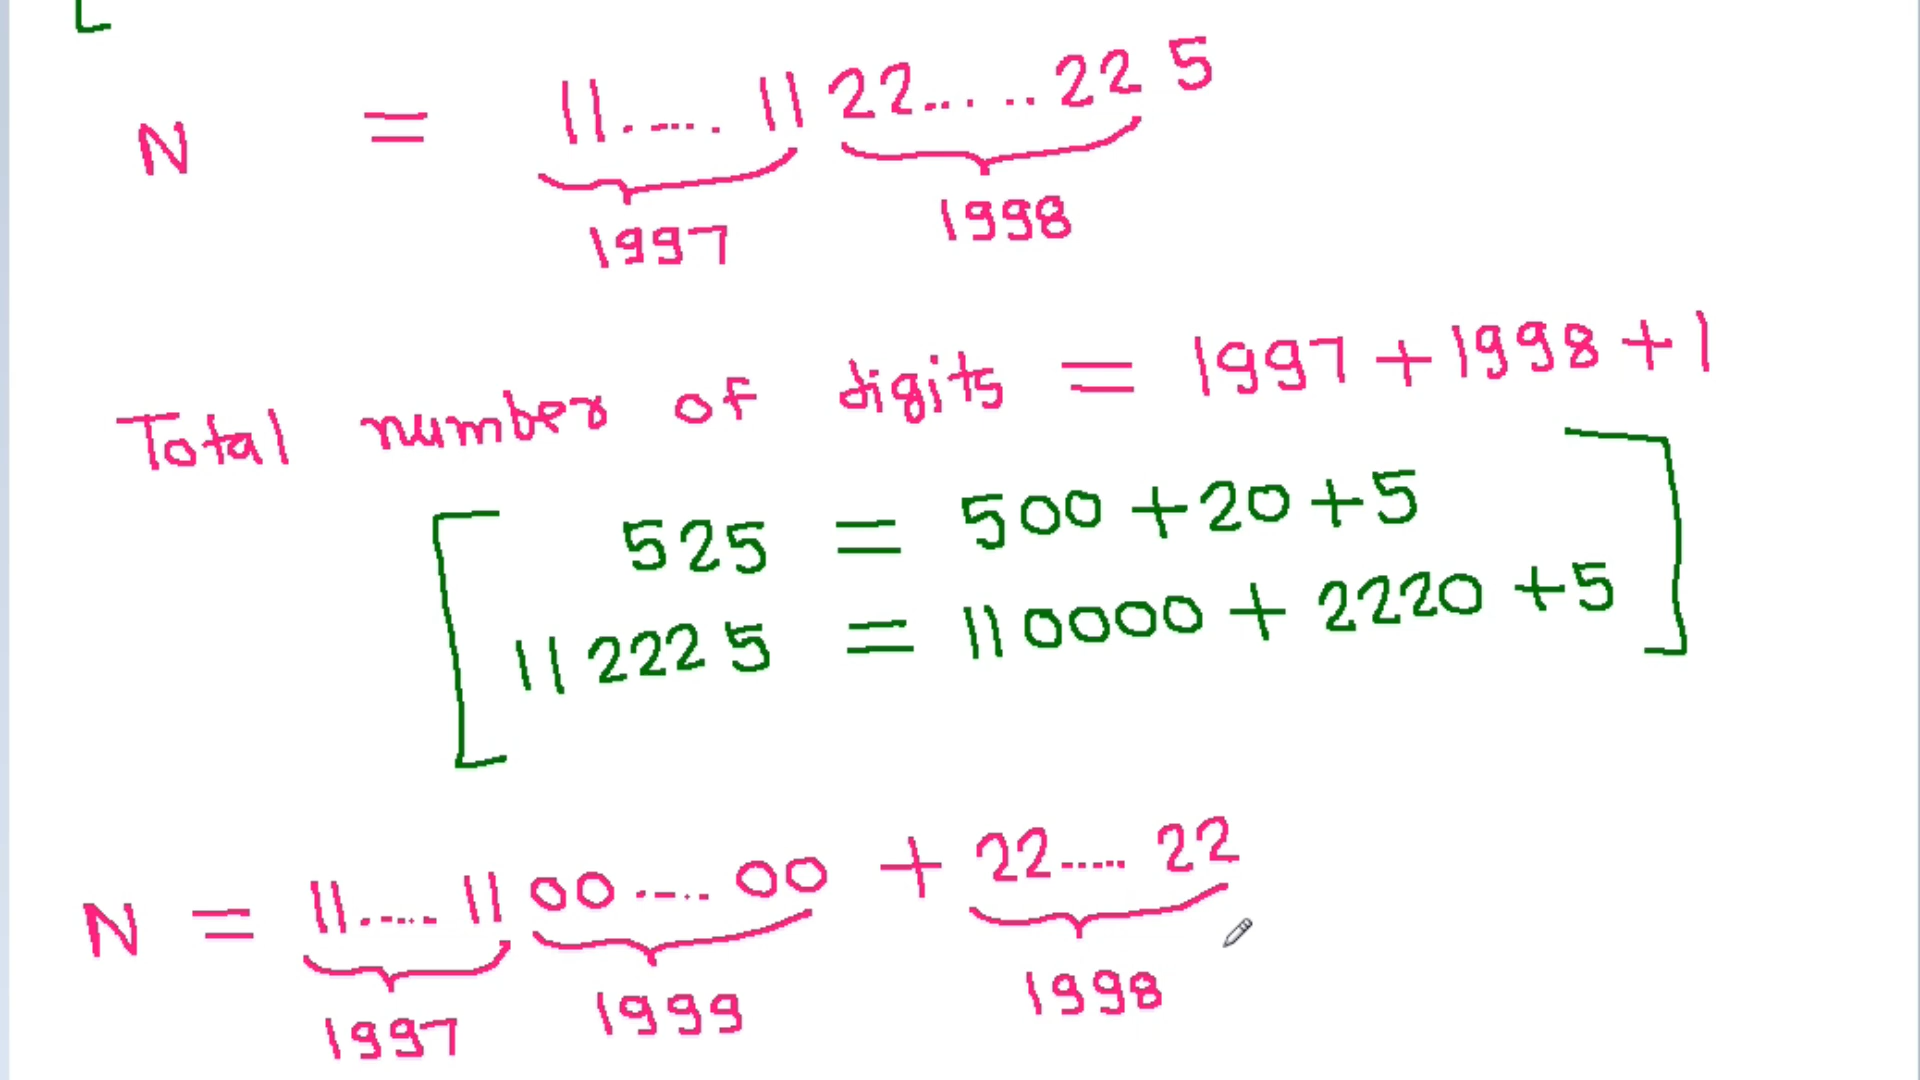 N = 11..... 11 22.....22 5
1997 1998
Total number of digits = 1997+1998+1
525 = 500+20+5
112225 = 110000+2220+5
N = 11.....11 00.....00 + 22..... 22
1997 1999 1998